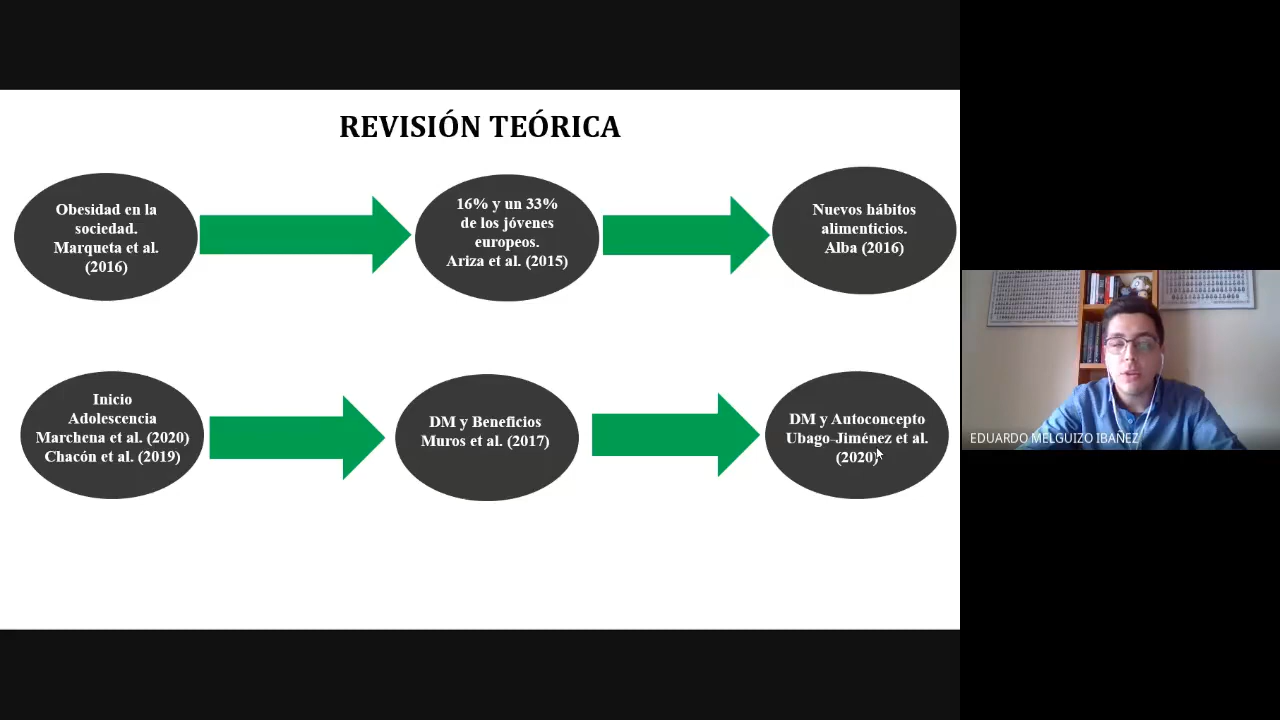 REVISIÓN TEÓRICA
Obesidad en la
sociedad.
Marqueta et al.
(2016)
16% y un 33%
de los jóvenes
europeos.
Ariza et al. (2015)
Nuevos hábitos
alimenticios.
Alba (2016)
Inicio
Adolescencia
Marchena et al. (2020)
Chacón et al. (2019)
DM y Beneficios
Muros et al. (2017)
DM y Autoconcepto
Ubago-Jiménez et al.
(2020)
EDUARDO MELGUIZO IBAÑEZ